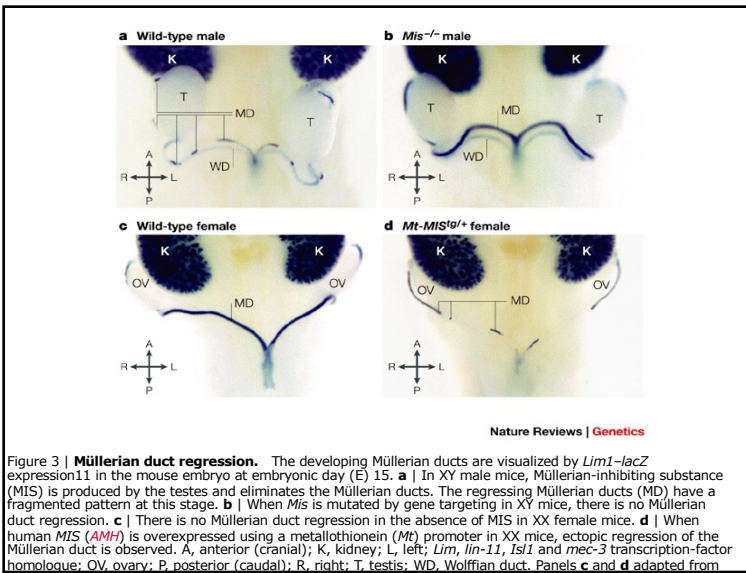 a Wild-type male
b Mis–/– male
K
K
K
K
T
MD
T
MD
T
T
WD
WD
A
R L
P
A
R L
P
c Wild-type female
d Mt-MIStg/+ female
K
K
K
K
OV
MD
OV
OV
MD
OV
A
R L
P
A
R L
P
Nature Reviews | Genetics
Figure 3 | Müllerian duct regression. The developing Müllerian ducts are visualized by Lim1–lacZ
expression11 in the mouse embryo at embryonic day (E) 15. a | In XY male mice, Müllerian-inhibiting substance
(MIS) is produced by the testes and eliminates the Müllerian ducts. The regressing Müllerian ducts (MD) have a
fragmented pattern at this stage. b | When Mis is mutated by gene targeting in XY mice, there is no Müllerian
duct regression. c | There is no Müllerian duct regression in the absence of MIS in XX female mice. d | When
human MIS (AMH) is overexpressed using a metallothionein (Mt) promoter in XX mice, ectopic regression of the
Müllerian duct is observed. A, anterior (cranial); K, kidney; L, left; Lim, lin-11, Isl1 and mec-3 transcription-factor
homologue; OV, ovary; P, posterior (caudal); R, right; T, testis; WD, Wolffian duct. Panels c and d adapted from